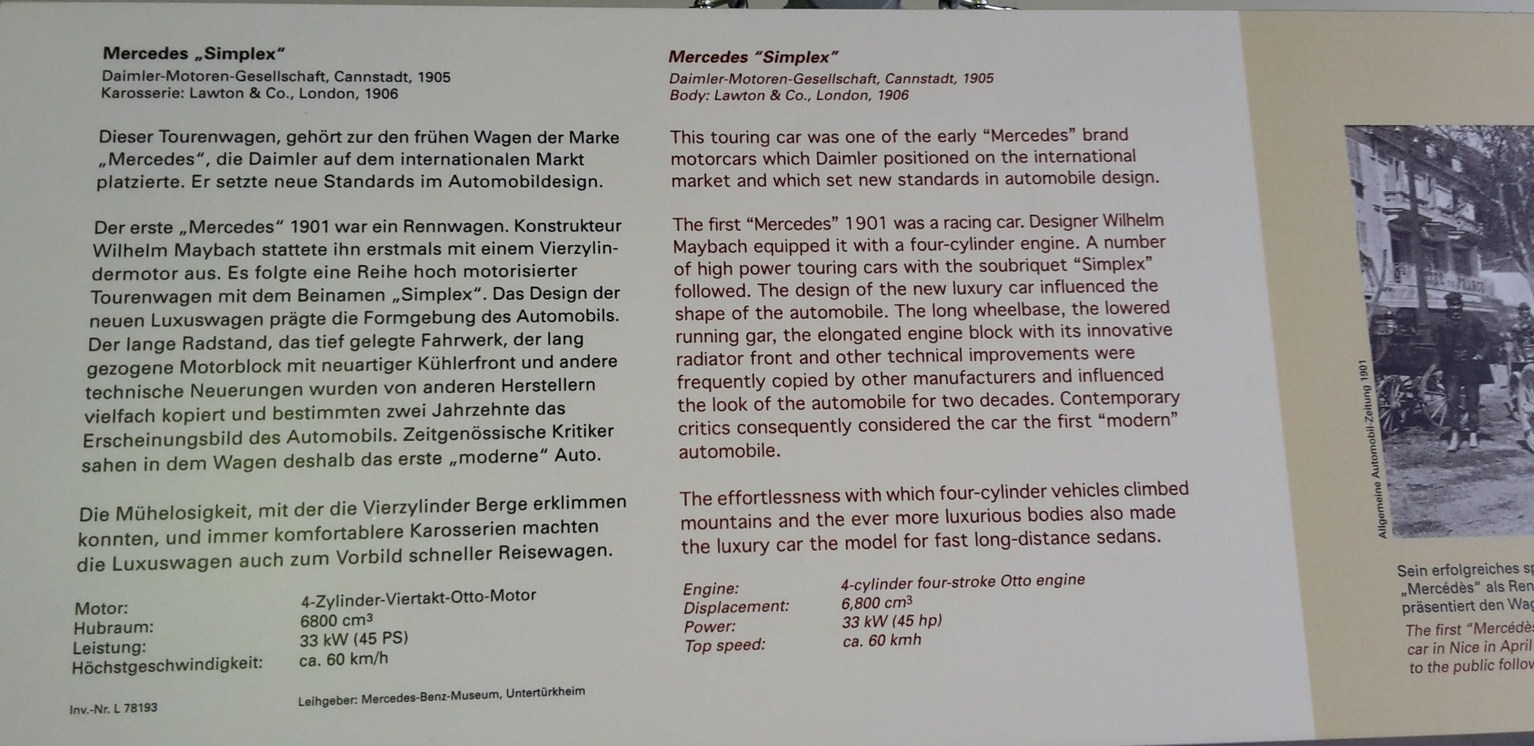 Mercedes „Simplex“
Daimler-Motoren-Gesellschaft, Cannstadt, 1905
Karosserie: Lawton & Co., London, 1906
Dieser Tourenwagen, gehört zur den frühen Wagen der Marke
„Mercedes“, die Daimler auf dem internationalen Markt
platzierte. Er setzte neue Standards im Automobildesign.
Der erste „Mercedes“ 1901 war ein Rennwagen. Konstrukteur
Wilhelm Maybach stattete ihn erstmals mit einem Vierzylin-
dermotor aus. Es folgte eine Reihe hoch motorisierter
Tourenwagen mit dem Beinamen „Simplex“. Das Design der
neuen Luxuswagen prägte die Formgebung des Automobils.
Der lange Radstand, das tief gelegte Fahrwerk, der lang
gezogene Motorblock mit neuartiger Kühlerfront und andere
technische Neuerungen wurden von anderen Herstellern
vielfach kopiert und bestimmten zwei Jahrzehnte das
Erscheinungsbild des Automobils. Zeitgenössische Kritiker
sahen in dem Wagen deshalb das erste „moderne“ Auto.
Die Mühelosigkeit, mit der die Vierzylinder Berge erklimmen
konnten, und immer komfortablere Karosserien machten
die Luxuswagen auch zum Vorbild schneller Reisewagen.
Motor: 4-Zylinder-Viertakt-Otto-Motor
Hubraum: 6800 cm³
Leistung: 33 kW (45 PS)
Höchstgeschwindigkeit: ca. 60 km/h
Inv.-Nr. L 78193
Leihgeber: Mercedes-Benz-Museum, Untertürkheim
Mercedes “Simplex”
Daimler-Motoren-Gesellschaft, Cannstadt, 1905
Body: Lawton & Co., London, 1906
This touring car was one of the early “Mercedes” brand
motorcars which Daimler positioned on the international
market and which set new standards in automobile design.
The first “Mercedes” 1901 was a racing car. Designer Wilhelm
Maybach equipped it with a four-cylinder engine. A number
of high power touring cars with the soubriquet “Simplex”
followed. The design of the new luxury car influenced the
shape of the automobile. The long wheelbase, the lowered
running gar, the elongated engine block with its innovative
radiator front and other technical improvements were
frequently copied by other manufacturers and influenced
the look of the automobile for two decades. Contemporary
critics consequently considered the car the first “modern”
automobile.
The effortlessness with which four-cylinder vehicles climbed
mountains and the ever more luxurious bodies also made
the luxury car the model for fast long-distance sedans.
Engine: 4-cylinder four-stroke Otto engine
Displacement: 6,800 cm³
Power: 33 kW (45 hp)
Top speed: ca. 60 kmh
Allgemeine Automobil-Zeitung 1901
Sein erfolgreiches
„Mercédès“ als
präsentiert den
The first
car in Nice in April
to the public